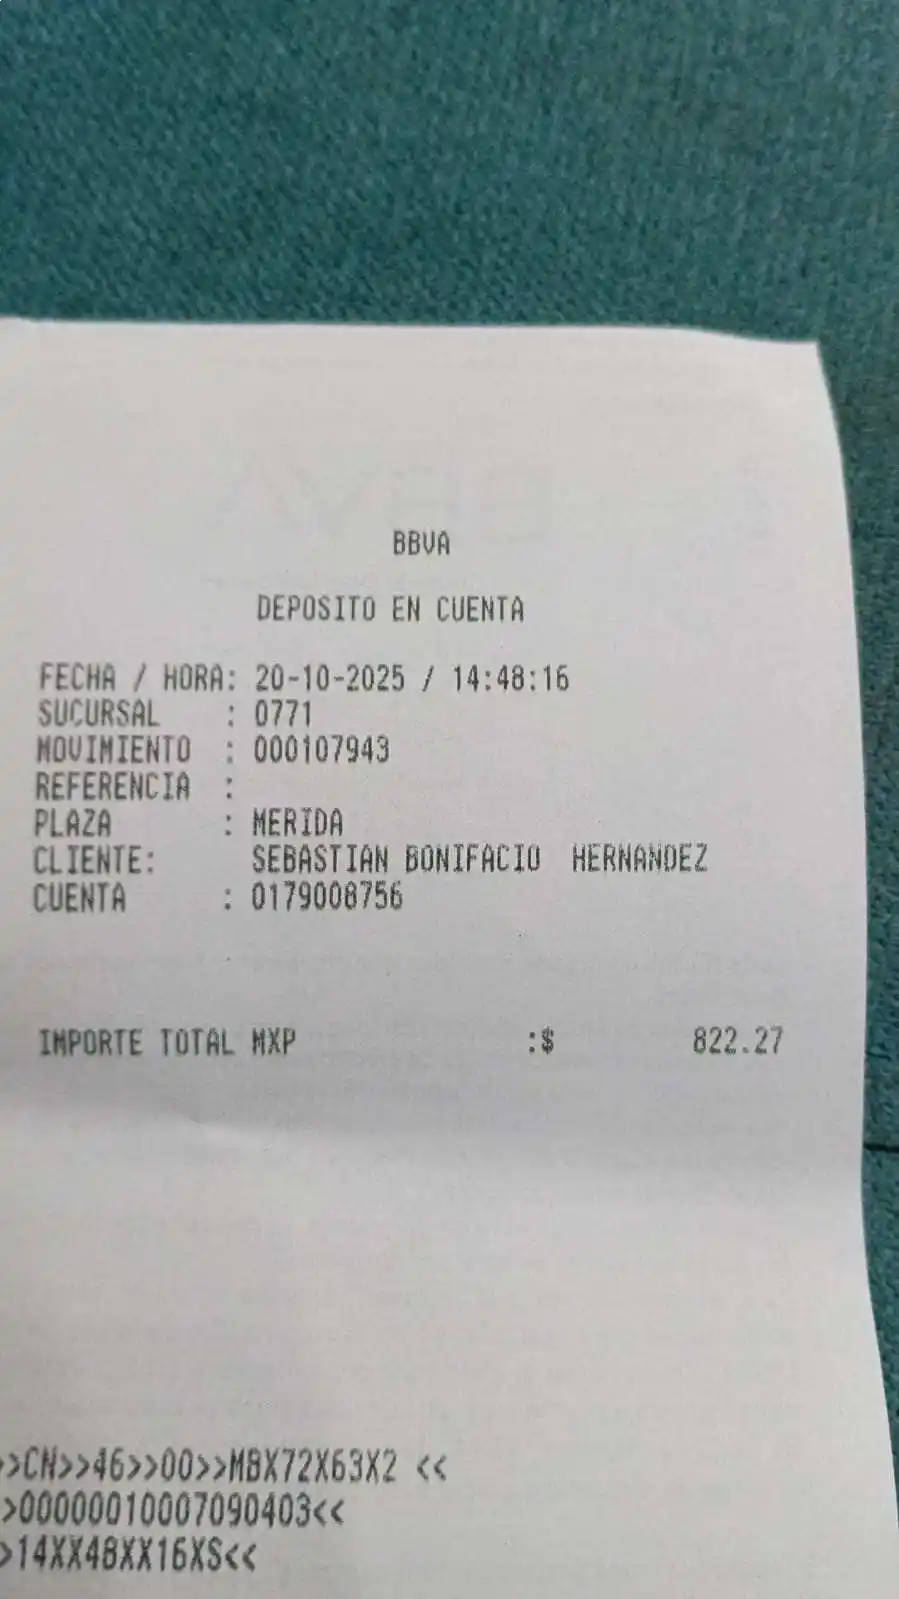 BBVA
DEPOSITO EN CUENTA
FECHA / HORA: 20-10-2025 / 14:48:16
SUCURSAL : 0771
MOVIMIENTO : 000107943
REFERENCIA :
PLAZA : MERIDA
CLIENTE: SEBASTIAN BONIFACIO HERNANDEZ
CUENTA : 0179008756
IMPORTE TOTAL MXP :$ 822.27
>>CN>>46>>00>>MBX72X63X2 <<
>00000010007090403<<
>14XX48XX16XS<<